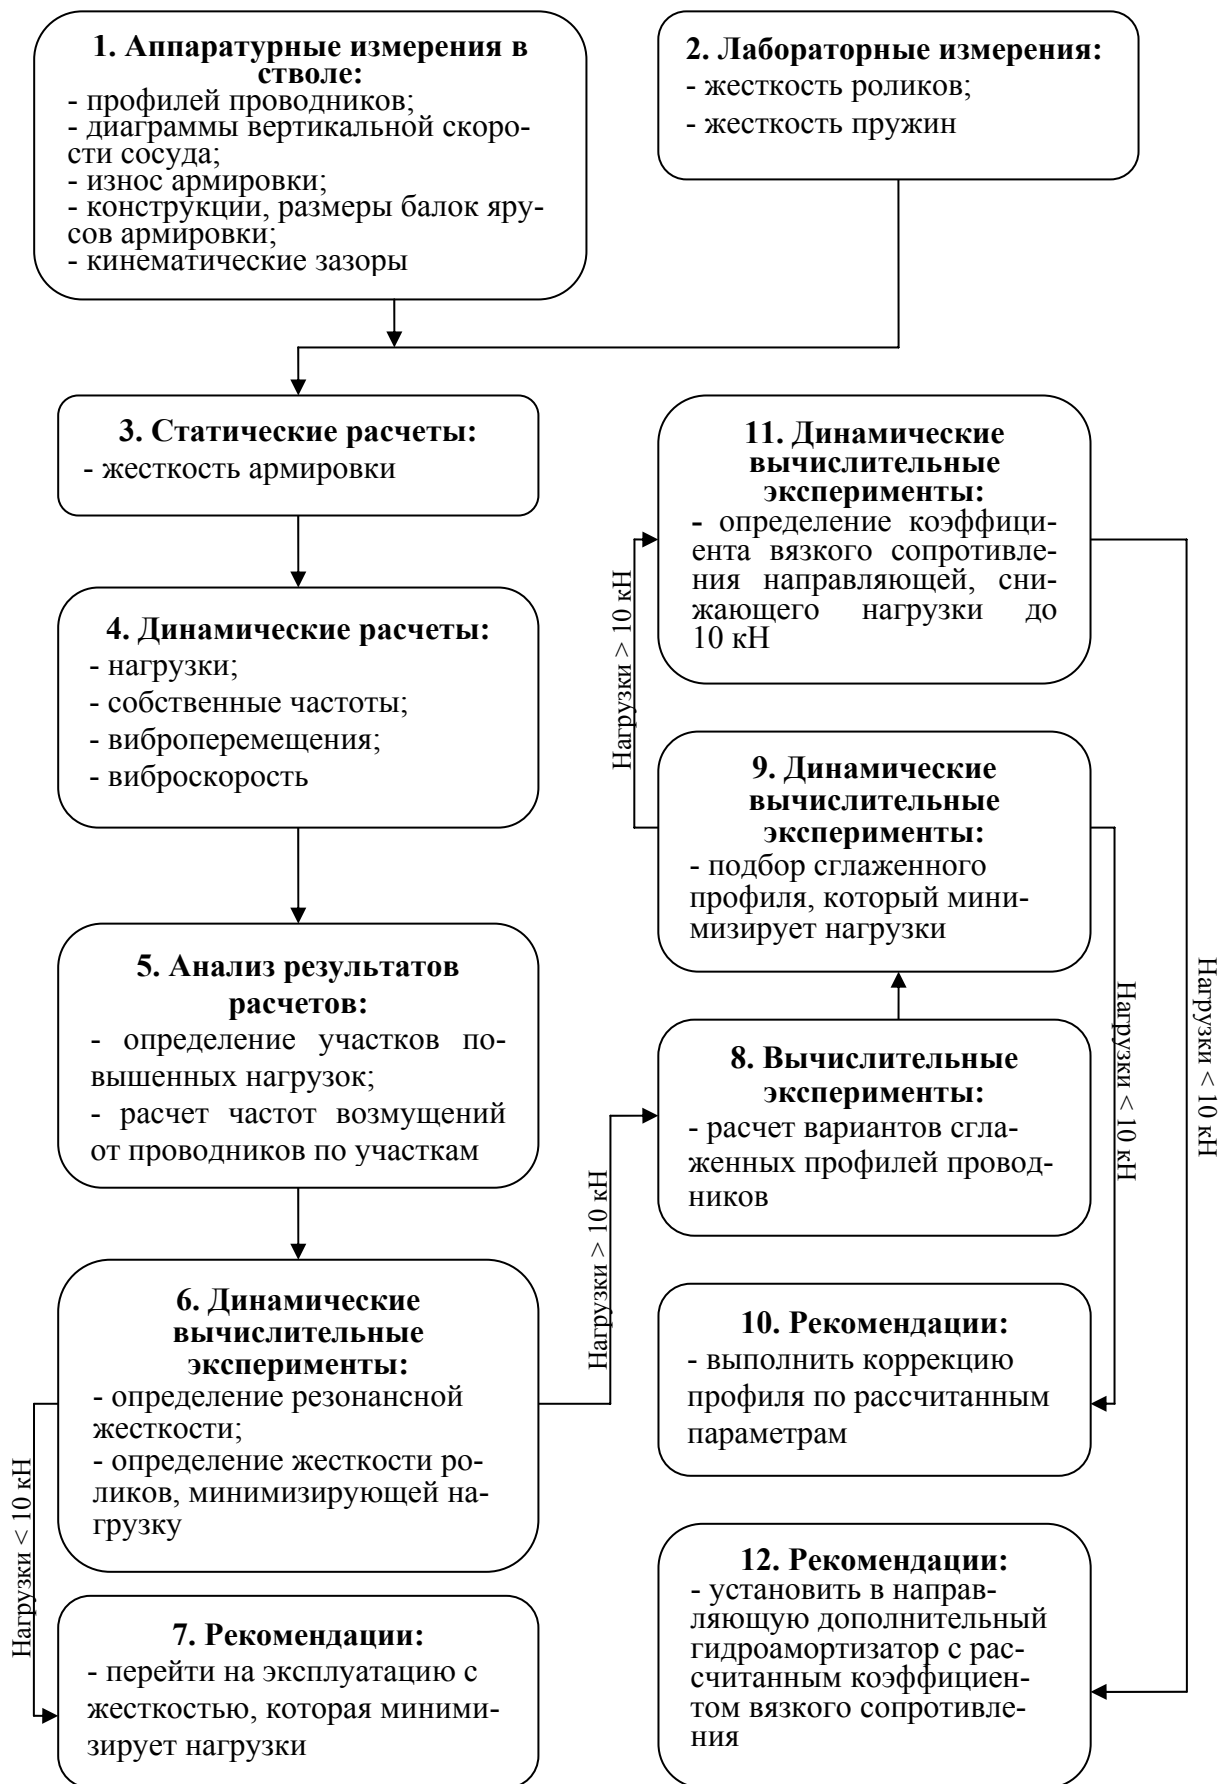 1. Аппаратурные измерения в
стволе:
- профилей проводников;
- диаграммы вертикальной скоро-
сти сосуда;
- износ армировки;
- конструкции, размеры балок яру-
сов армировки;
- кинематические зазоры
2. Лабораторные измерения:
- жесткость роликов;
- жесткость пружин
3. Статические расчеты:
- жесткость армировки
4. Динамические расчеты:
- нагрузки;
- собственные частоты;
- виброперемещения;
- виброскорость
5. Анализ результатов
расчетов:
- определение участков по-
вышенных нагрузок;
- расчет частот возмущений
от проводников по участкам
6. Динамические
вычислительные
эксперименты:
- определение резонансной
жесткости;
- определение жесткости ро-
ликов, минимизирующей на-
грузку
Нагрузки < 10 кН
7. Рекомендации:
- перейти на эксплуатацию с
жесткостью, которая миними-
зирует нагрузки
Нагрузки > 10 кН
8. Вычислительные
эксперименты:
- расчет вариантов сгла-
женных профилей провод-
ников
9. Динамические
вычислительные
эксперименты:
- подбор сглаженного
профиля, который мини-
мизирует нагрузки
Нагрузки < 10 кН
10. Рекомендации:
- выполнить коррекцию
профиля по рассчитанным
параметрам
Нагрузки > 10 кН
11. Динамические
вычислительные
эксперименты:
- определение коэффици-
ента вязкого сопротивле-
ния направляющей, сни-
жающего нагрузки до
10 кН
Нагрузки < 10 кН
12. Рекомендации:
- установить в направ-
ляющую дополнительный
гидроамортизатор с рас-
считанным коэффициен-
том вязкого сопротивле-
ния